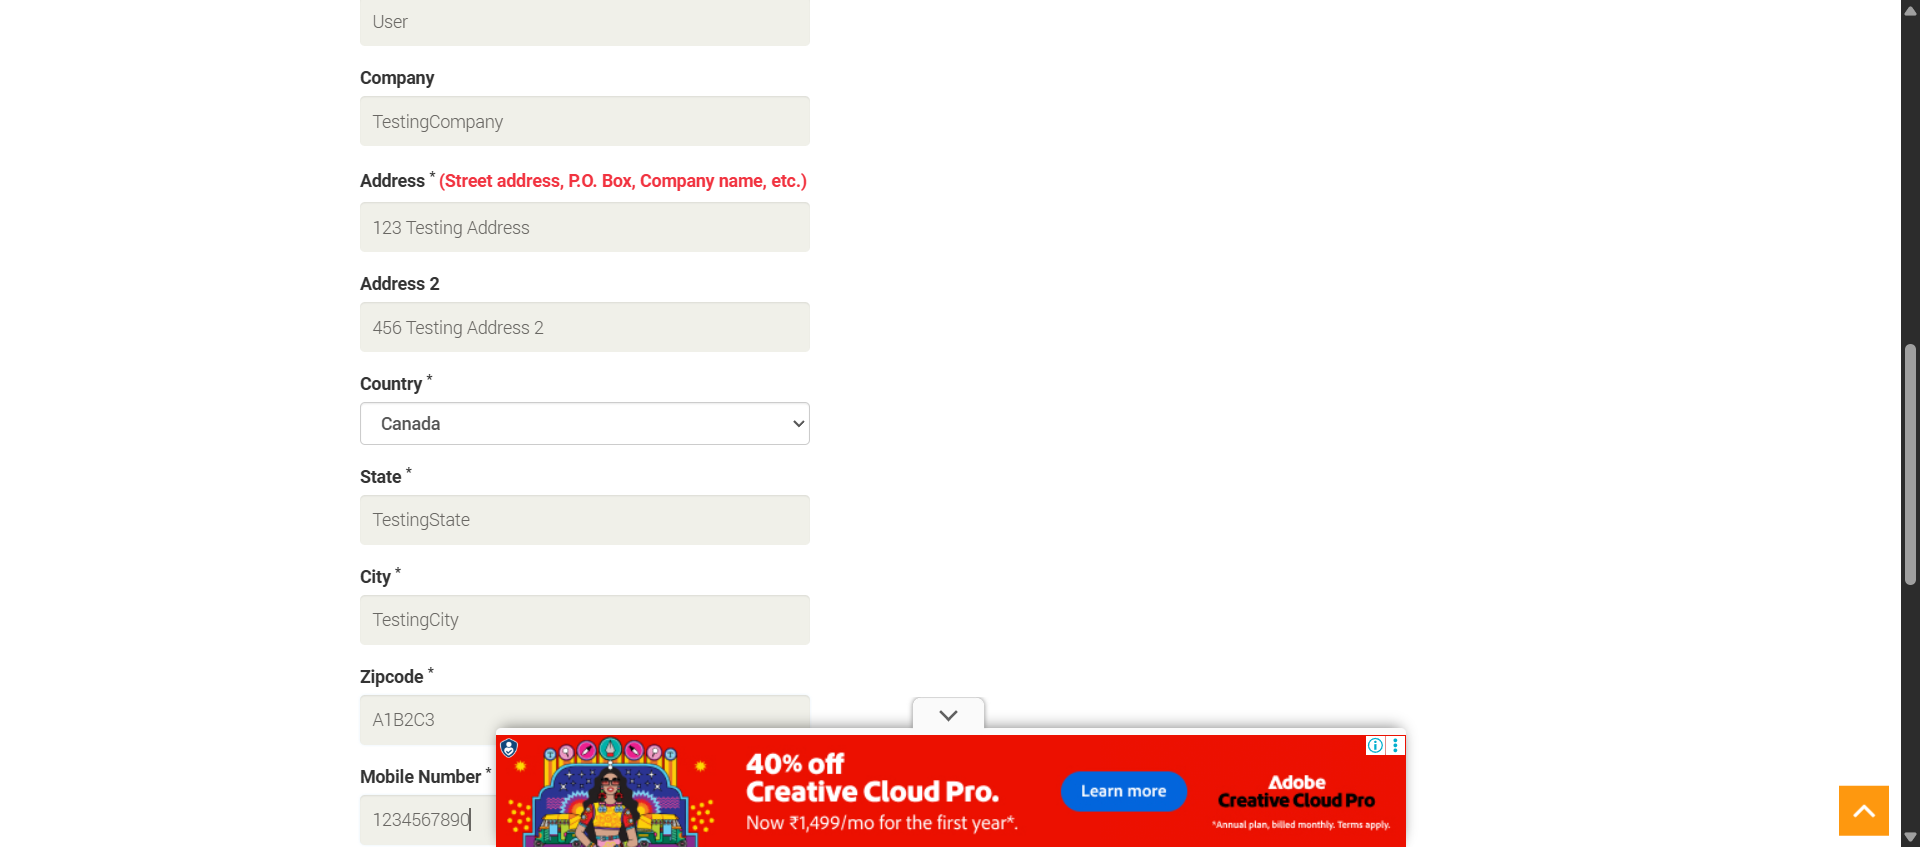 User
Company
TestingCompany
Address * (Street address, P.O. Box, Company name, etc.)
123 Testing Address
Address 2
456 Testing Address 2
Country *
Canada
State *
TestingState
City *
TestingCity
Zipcode *
A1B2C3
Mobile Number *
1234567890
40% off
Creative Cloud Pro.
Now ₹1,499/mo for the first year*.
Learn more
Adobe
Creative Cloud Pro
*Annual plan, billed monthly. Terms apply.